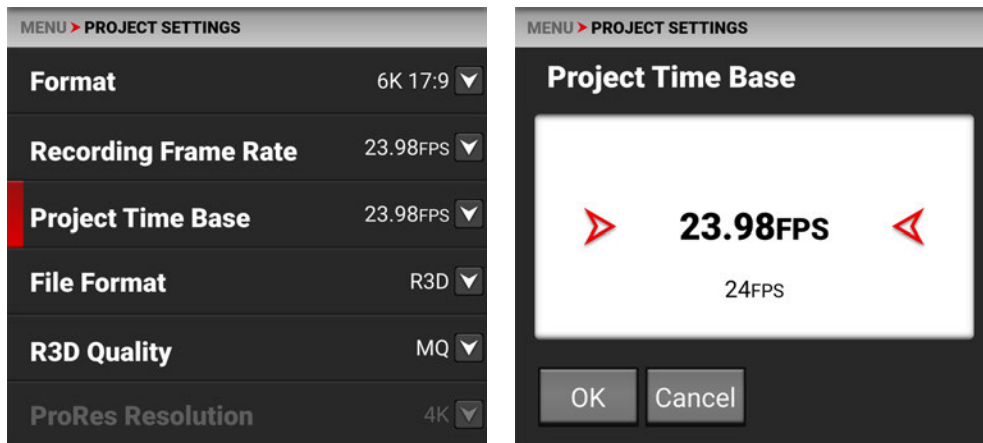 MENU > PROJECT SETTINGS
Format 6K 17:9
Recording Frame Rate 23.98FPS
Project Time Base 23.98FPS
File Format R3D
R3D Quality MQ
ProRes Resolution 4K
MENU > PROJECT SETTINGS
Project Time Base
23.98FPS
24FPS
OK Cancel